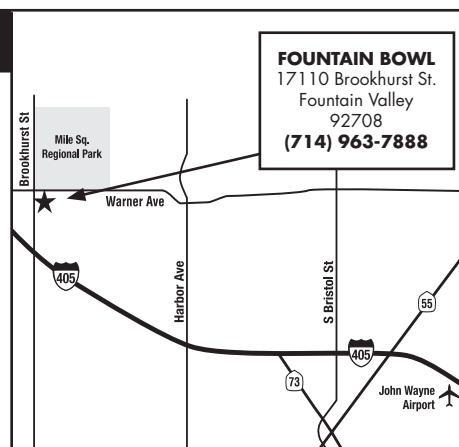 FOUNTAIN BOWL
17110 Brookhurst St.
Fountain Valley
92708
(714) 963-7888
Brookhurst St
Mile Sq.
Regional Park
Warner Ave
405
Harbor Ave
S Bristol St
55
405
73
John Wayne
Airport